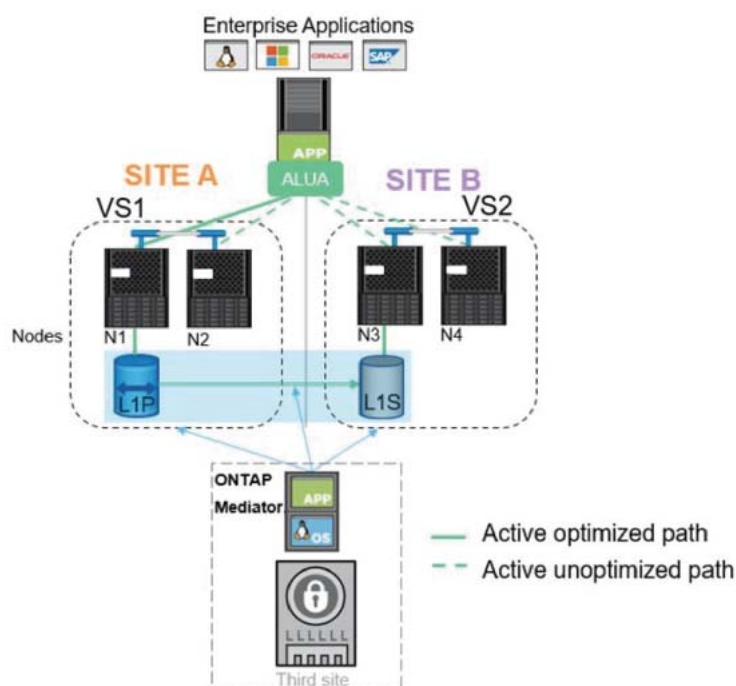 Enterprise Applications
ORACLE
SAP
APP
ALUA
SITE A
SITE B
VS1
VS2
Nodes
N1
N2
N3
N4
L1P
L1S
ONTAP
Mediator
APP
OS
LLLLLL
Third site
Active optimized path
Active unoptimized path